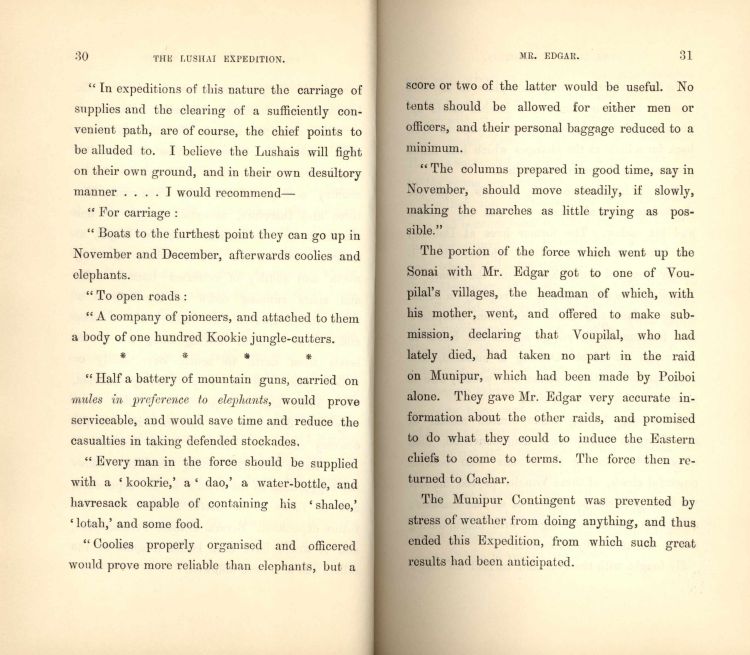 30
THE LUSHAI EXPEDITION.
“ In expeditions of this nature the carriage of
supplies and the clearing of a sufficiently con-
venient path, are of course, the chief points to
be alluded to. I believe the Lushais will fight
on their own ground, and in their own desultory
manner . . . . I would recommend—
“ For carriage :
“ Boats to the furthest point they can go up in
November and December, afterwards coolies and
elephants.
“ To open roads :
“ A company of pioneers, and attached to them
a body of one hundred Kookie jungle-cutters.
* * * *
“ Half a battery of mountain guns, carried on
mules in preference to elephants, would prove
serviceable, and would save time and reduce the
casualties in taking defended stockades.
“ Every man in the force should be supplied
with a ‘ kookrie,’ a ‘ dao,’ a water-bottle, and
havresack capable of containing his ‘ shalee,’
‘ lotah,’ and some food.
“ Coolies properly organised and officered
would prove more reliable than elephants, but a
MR. EDGAR.
31
score or two of the latter would be useful. No
tents should be allowed for either men or
officers, and their personal baggage reduced to a
minimum.
“ The columns prepared in good time, say in
November, should move steadily, if slowly,
making the marches as little trying as pos-
sible.”
The portion of the force which went up the
Sonai with Mr. Edgar got to one of Vou-
pilal’s villages, the headman of which, with
his mother, went, and offered to make sub-
mission, declaring that Voupilal, who had
lately died, had taken no part in the raid
on Munipur, which had been made by Poiboi
alone. They gave Mr. Edgar very accurate in-
formation about the other raids, and promised
to do what they could to induce the Eastern
chiefs to come to terms. The force then re-
turned to Cachar.
The Munipur Contingent was prevented by
stress of weather from doing anything, and thus
ended this Expedition, from which such great
results had been anticipated.